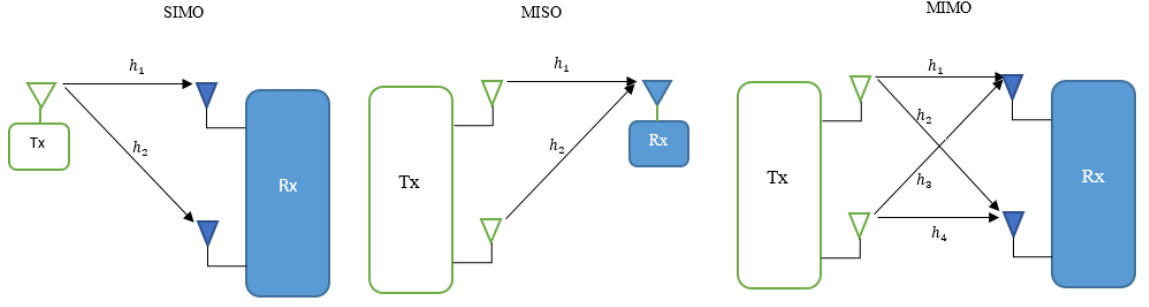 SIMO
h₁
h₂
Tx
Rx
MISO
h₁
h₂
Tx
Rx
MIMO
h₁
h₂
h₃
h₄
Tx
Rx